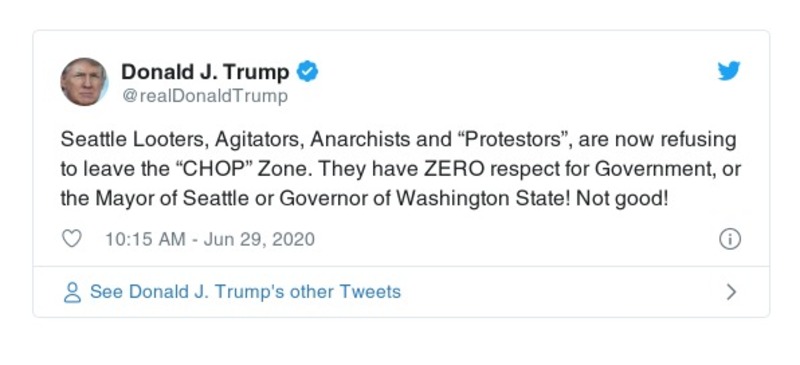 Donald J. Trump
@realDonaldTrump
Seattle Looters, Agitators, Anarchists and “Protestors”, are now refusing
to leave the “CHOP” Zone. They have ZERO respect for Government, or
the Mayor of Seattle or Governor of Washington State! Not good!
10:15 AM - Jun 29, 2020
See Donald J. Trump's other Tweets